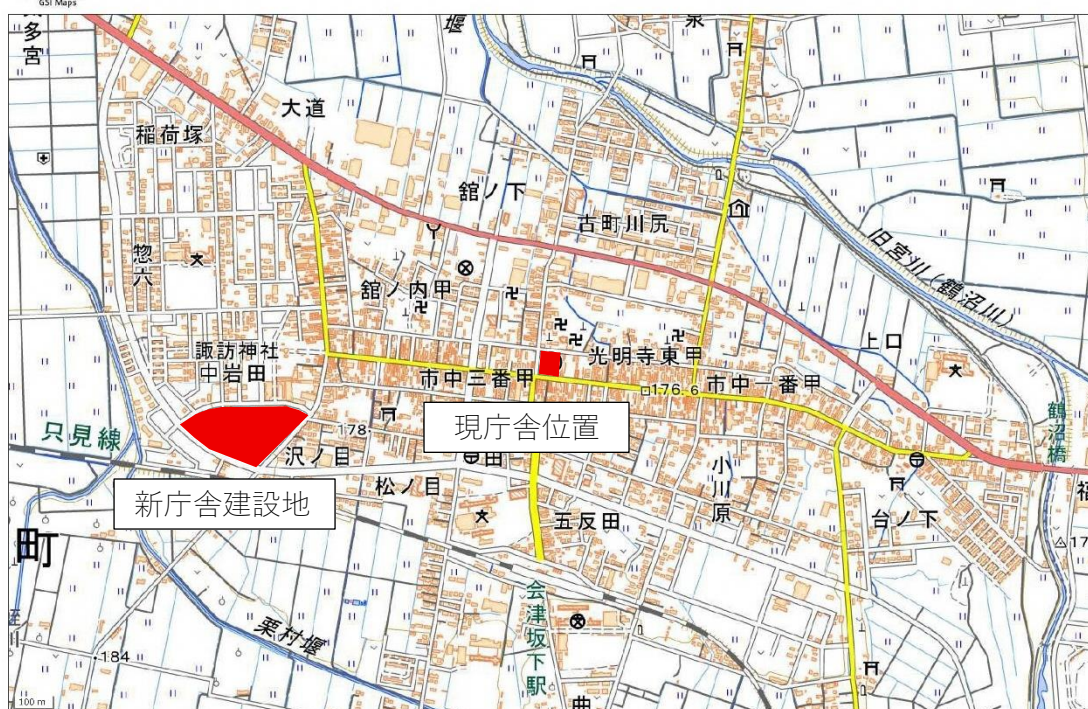 GSI Maps
多宮
堰
泉
大道
稲荷塚
舘ノ下
古町川尻
旧宮川(鶴沼川)
惣六
舘ノ内甲
上口
諏訪神社
中岩田
光明寺東甲
市中三番甲
176.6
市中一番甲
現庁舎位置
鶴沼橋
只見線
178
沢ノ目
田
小川原
新庁舎建設地
松ノ目
五反田
台ノ下
福
町
17
会津坂下駅
栗村堰
184
曲
100 m